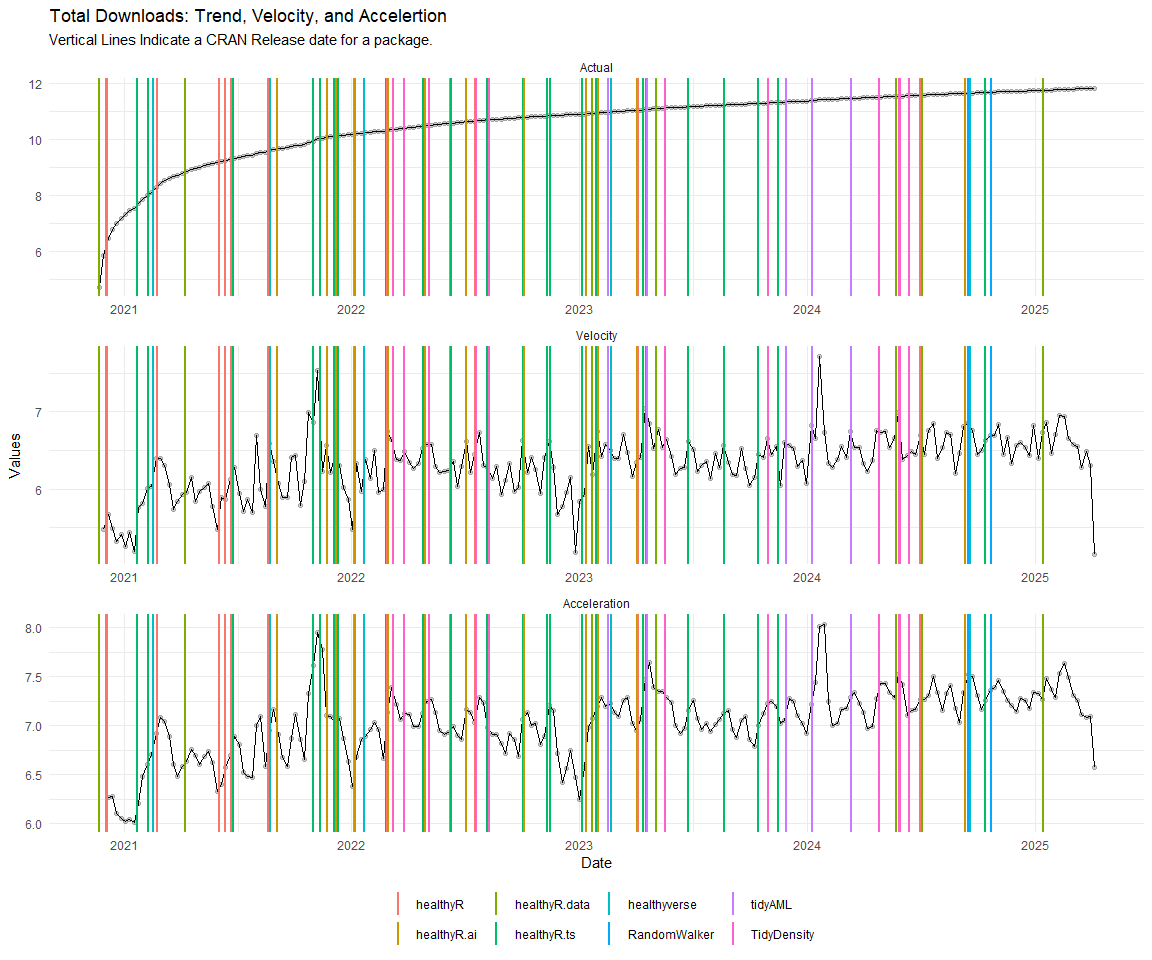 Total Downloads: Trend, Velocity, and Accelertion
Vertical Lines Indicate a CRAN Release date for a package.
Actual
12
10
8
6
2021 2022 2023 2024 2025
Velocity
7
6
2021 2022 2023 2024 2025
Values
Acceleration
8.0
7.5
7.0
6.5
6.0
2021 2022 2023 2024 2025
Date
healthyR healthyR.data healthyverse tidyAML
healthyR.ai healthyR.ts RandomWalker TidyDensity